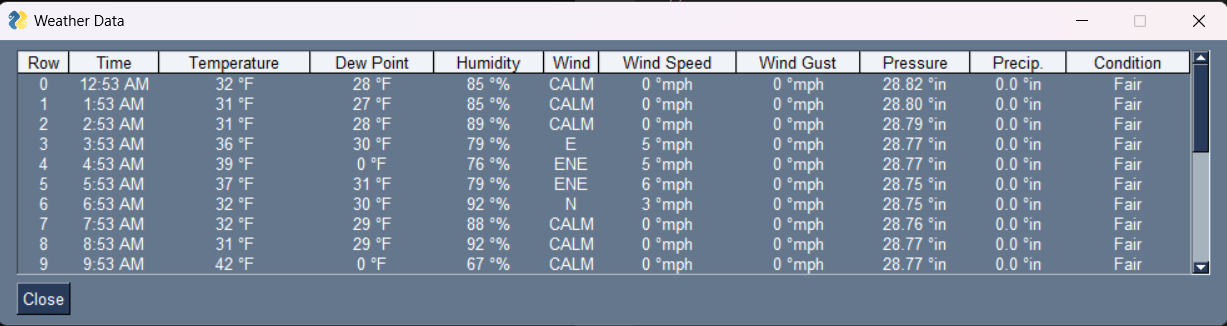 Weather Data
Row Time Temperature Dew Point Humidity Wind Wind Speed Wind Gust Pressure Precip. Condition
0 12:53 AM 32 °F 28 °F 85 °% CALM 0 °mph 0 °mph 28.82 °in 0.0 °in Fair
1 1:53 AM 31 °F 27 °F 85 °% CALM 0 °mph 0 °mph 28.80 °in 0.0 °in Fair
2 2:53 AM 31 °F 28 °F 89 °% CALM 0 °mph 0 °mph 28.79 °in 0.0 °in Fair
3 3:53 AM 36 °F 30 °F 79 °% E 5 °mph 0 °mph 28.77 °in 0.0 °in Fair
4 4:53 AM 39 °F 0 °F 76 °% ENE 5 °mph 0 °mph 28.77 °in 0.0 °in Fair
5 5:53 AM 37 °F 31 °F 79 °% ENE 6 °mph 0 °mph 28.75 °in 0.0 °in Fair
6 6:53 AM 32 °F 30 °F 92 °% N 3 °mph 0 °mph 28.75 °in 0.0 °in Fair
7 7:53 AM 32 °F 29 °F 88 °% CALM 0 °mph 0 °mph 28.76 °in 0.0 °in Fair
8 8:53 AM 31 °F 29 °F 92 °% CALM 0 °mph 0 °mph 28.77 °in 0.0 °in Fair
9 9:53 AM 42 °F 0 °F 67 °% CALM 0 °mph 0 °mph 28.77 °in 0.0 °in Fair
Close